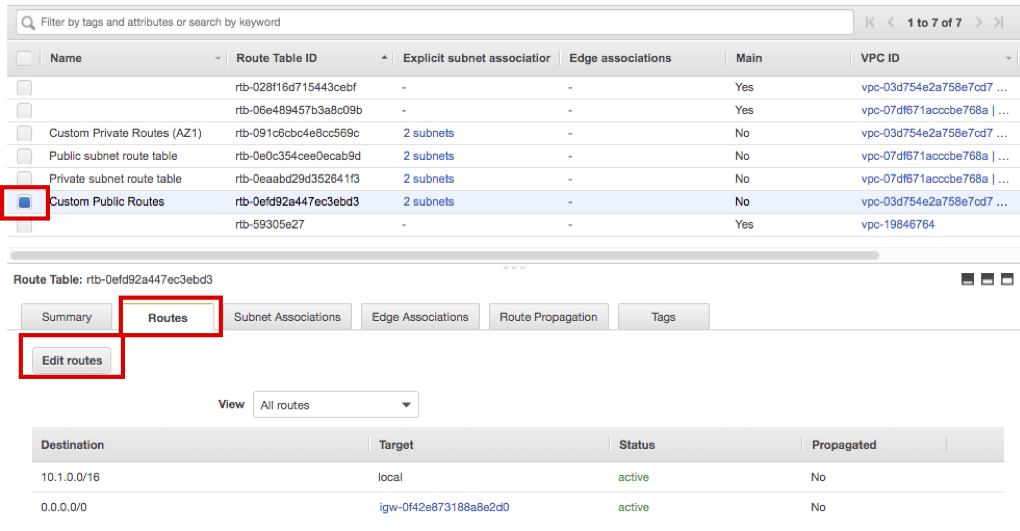 Filter by tags and attributes or search by keyword 1 to 7 of 7
Name Route Table ID Explicit subnet association Edge associations Main VPC ID
rtb-028f16d715443cebf - - Yes vpc-03d754e2a758e7cd7 ...
rtb-06e489457b3a8c09b - - Yes vpc-07df671acccbe768a | ...
Custom Private Routes (AZ1) rtb-091c6cbc4e8cc569c 2 subnets - No vpc-03d754e2a758e7cd7 ...
Public subnet route table rtb-0e0c354cee0ecab9d 2 subnets - No vpc-07df671acccbe768a | ...
Private subnet route table rtb-0eaabd29d352641f3 2 subnets - No vpc-07df671acccbe768a | ...
Custom Public Routes rtb-0efd92a447ec3ebd3 2 subnets - No vpc-03d754e2a758e7cd7 ...
rtb-59305e27 - - Yes vpc-19846764
Route Table: rtb-0efd92a447ec3ebd3
Summary Routes Subnet Associations Edge Associations Route Propagation Tags
Edit routes
View All routes
Destination Target Status Propagated
10.1.0.0/16 local active No
0.0.0.0/0 igw-0f42e873188a8e2d0 active No